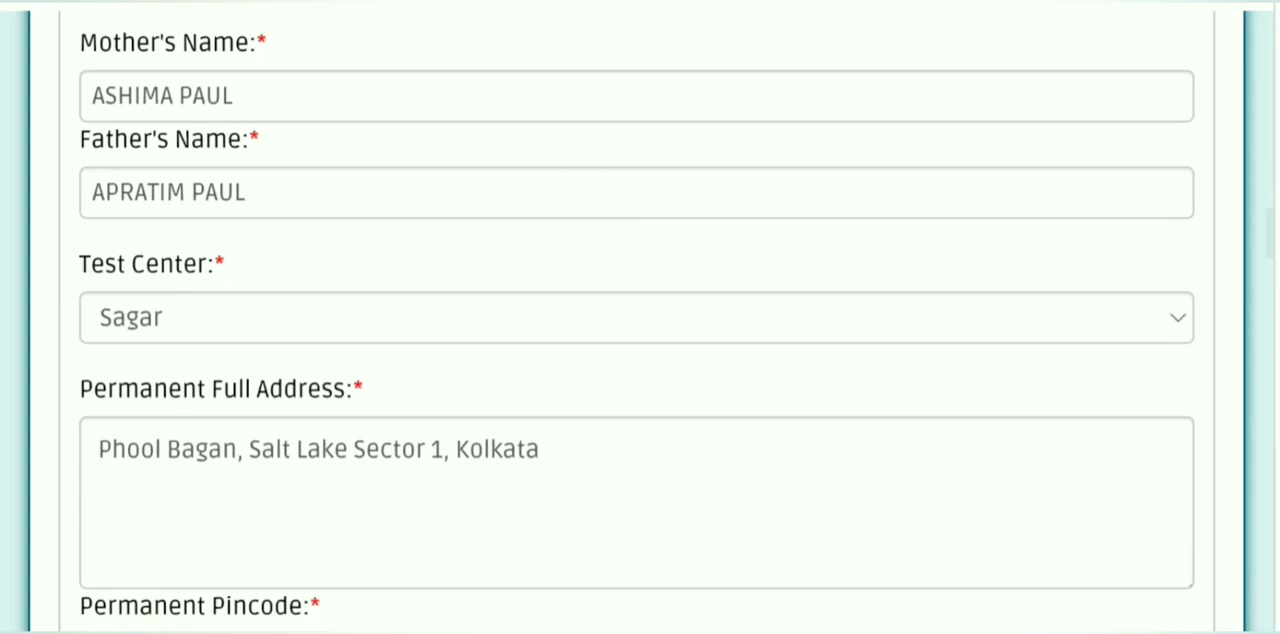 Mother's Name:*
ASHIMA PAUL
Father's Name:*
APRATIM PAUL
Test Center:*
Sagar
Permanent Full Address:*
Phool Bagan, Salt Lake Sector 1, Kolkata
Permanent Pincode:*